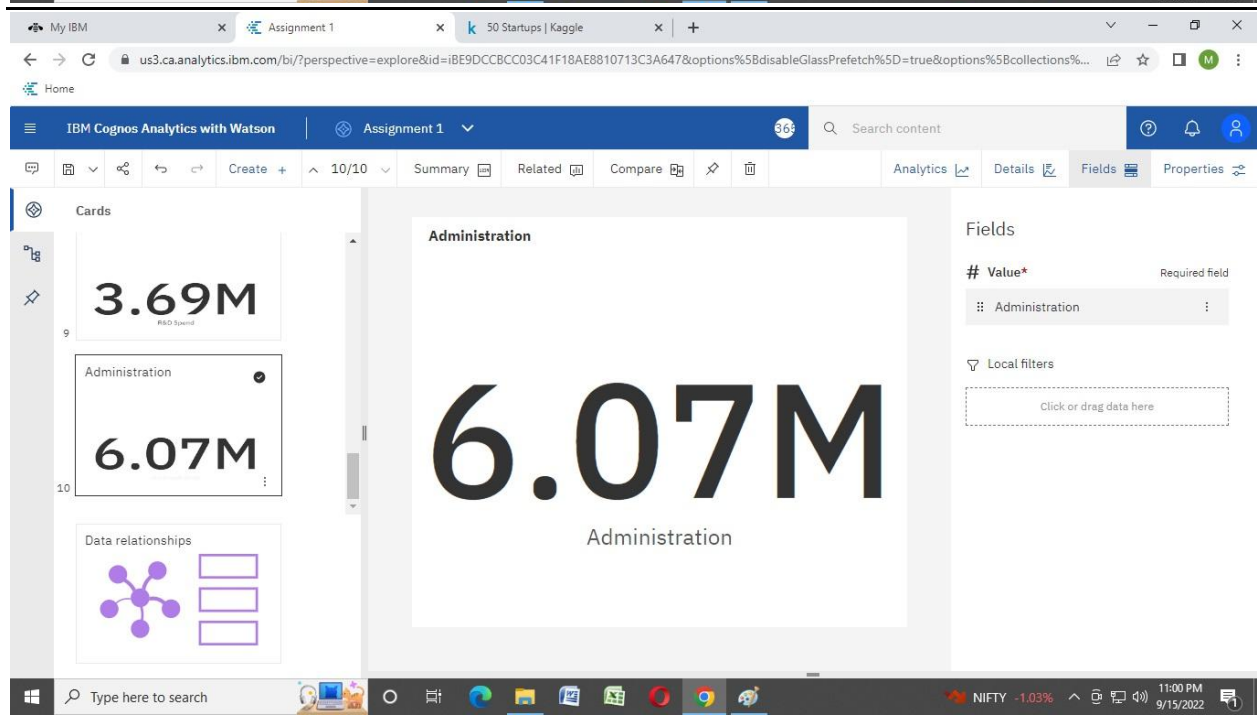 My IBM
Assignment 1
50 Startups | Kaggle
us3.ca.analytics.ibm.com/bi/?perspective=explore&id=iBE9DCCBCC03C41F18AE8810713C3A647&options%5BdisableGlassPrefetch%5D=true&options%5Bcollections%...
M
Home
IBM Cognos Analytics with Watson
Assignment 1
Search content
Create +
10/10
Summary
Related
Compare
Analytics
Details
Fields
Properties
Cards
3.69M
R&D Spend
9
Administration
6.07M
10
Data relationships
Administration
6.07M
Administration
Fields
# Value*
Required field
Administration
Local filters
Click or drag data here
Type here to search
NIFTY -1.03%
11:00 PM
9/15/2022
1